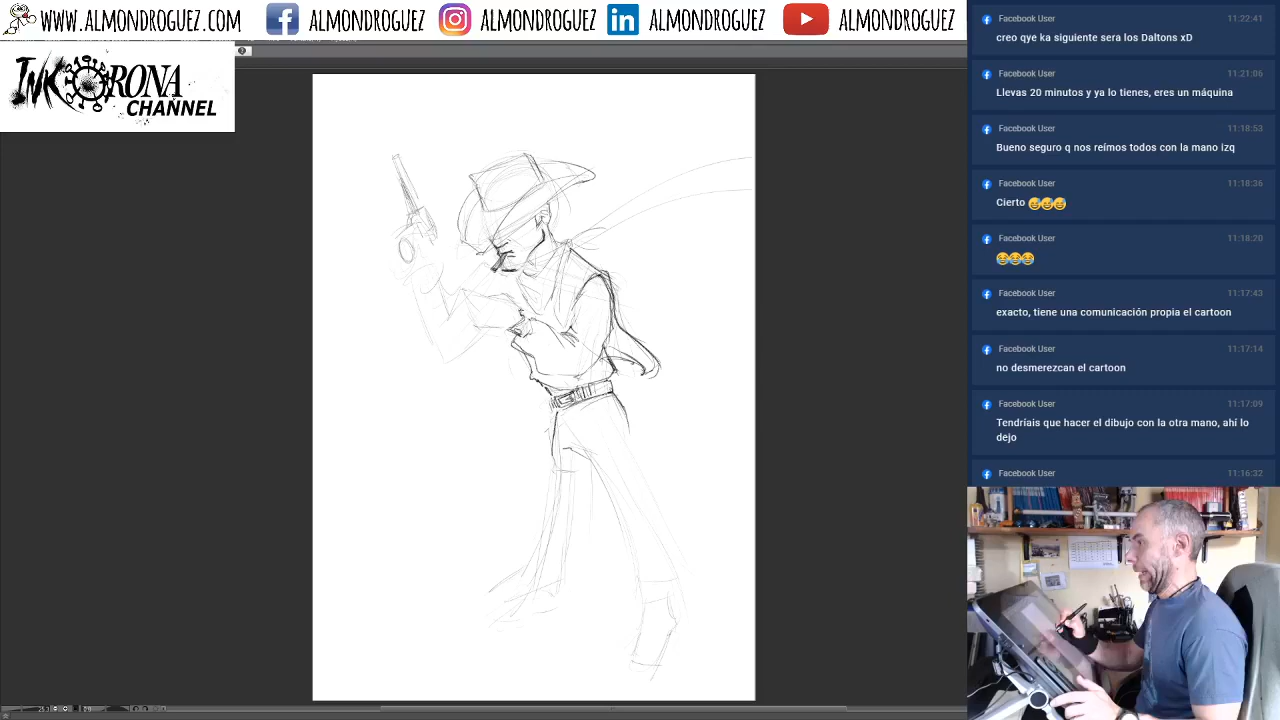 WWW.ALMONDROGUEZ.COM
ALMONDROGUEZ
ALMONDROGUEZ
ALMONDROGUEZ
ALMONDROGUEZ
INKORONA
CHANNEL
Facebook User 11:22:41
creo qye ka siguiente sera los Daltons xD
Facebook User 11:21:06
Llevas 20 minutos y ya lo tienes, eres un máquina
Facebook User 11:18:53
Bueno seguro q nos reímos todos con la mano izq
Facebook User 11:18:36
Cierto 😅😅😅
Facebook User 11:18:20
😂😂😂
Facebook User 11:17:43
exacto, tiene una comunicación propia el cartoon
Facebook User 11:17:14
no desmerezcan el cartoon
Facebook User 11:17:09
Tendríais que hacer el dibujo con la otra mano, ahí lo
dejo
Facebook User 11:16:32